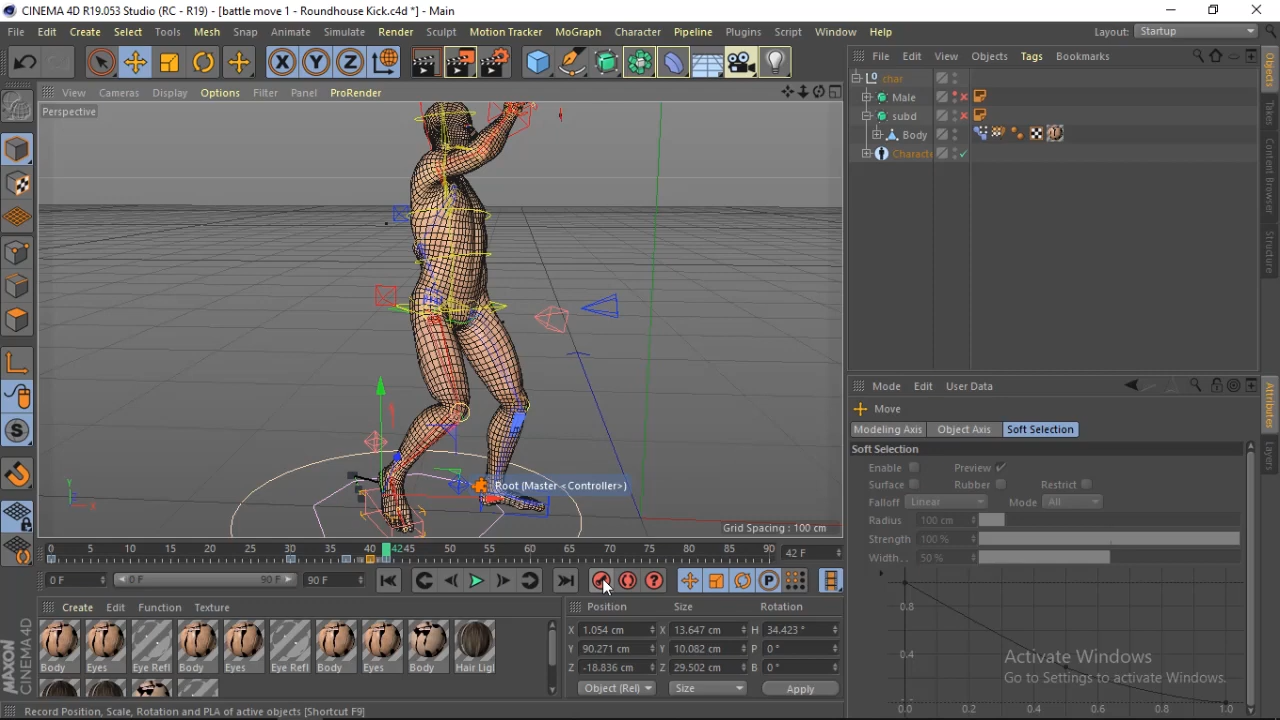 CINEMA 4D R19.053 Studio (RC - R19) - [battle move 1 - Roundhouse Kick.c4d *] - Main
File Edit Create Select Tools Mesh Snap Animate Simulate Render Sculpt Motion Tracker MoGraph Character Pipeline Plugins Script Window Help Layout: Startup
X Y Z
File Edit View Objects Tags Bookmarks
View Cameras Display Options Filter Panel ProRender
Perspective
char
Male
subd
Body
Charact
Objects
Takes
Content Browser
Structure
Mode Edit User Data
Move
Modeling Axis Object Axis Soft Selection
Soft Selection
Enable Preview
Surface Rubber Restrict
Falloff Linear Mode All
Radius 100 cm
Strength 100 %
Width . . 50 %
0.8
0.4
0.0 0.2 0.4 0.6 0.8 1.0
Attributes
Layers
Root (Master < Controller>)
Grid Spacing : 100 cm
Y
X
0 5 10 15 20 25 30 35 40 42 45 50 55 60 65 70 75 80 85 90 42 F
0 F 0 F 90 F 90 F
Create Edit Function Texture
Body Eyes Eye Refl Body Eyes Eye Refl Body Eyes Body Hair Ligl
Position Size Rotation
X 1.054 cm X 13.647 cm H 34.423 °
Y 90.271 cm Y 10.082 cm P 0 °
Z -18.836 cm Z 29.502 cm B 0 °
Object (Rel) Size Apply
MAXON CINEMA 4D
Activate Windows
Go to Settings to activate Windows.
Record Position, Scale, Rotation and PLA of active objects [Shortcut F9]